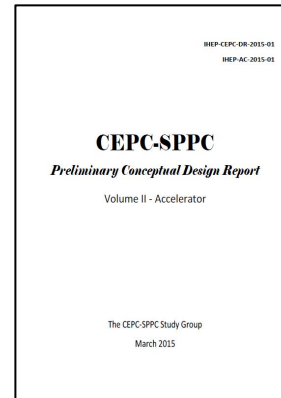 IHEP-CEPC-DR-2015-01
IHEP-AC-2015-01
CEPC-SPPC
Preliminary Conceptual Design Report
Volume II - Accelerator
The CEPC-SPPC Study Group
March 2015